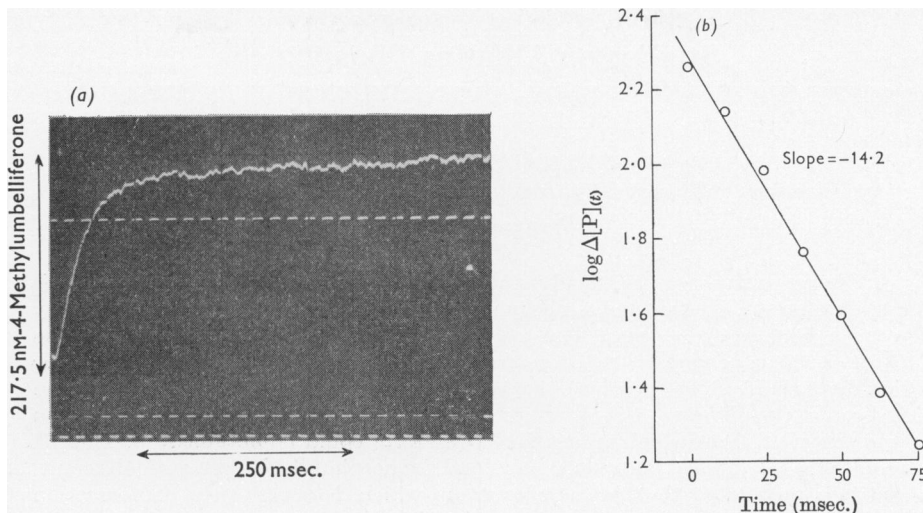 (a)
217·5 nM-4-Methylumbelliferone
250 msec.
(b)
2·4
2·2
2·0
1·8
1·6
1·4
1·2
log Δ[P](t)
Slope=−14·2
0
25
50
75
Time (msec.)